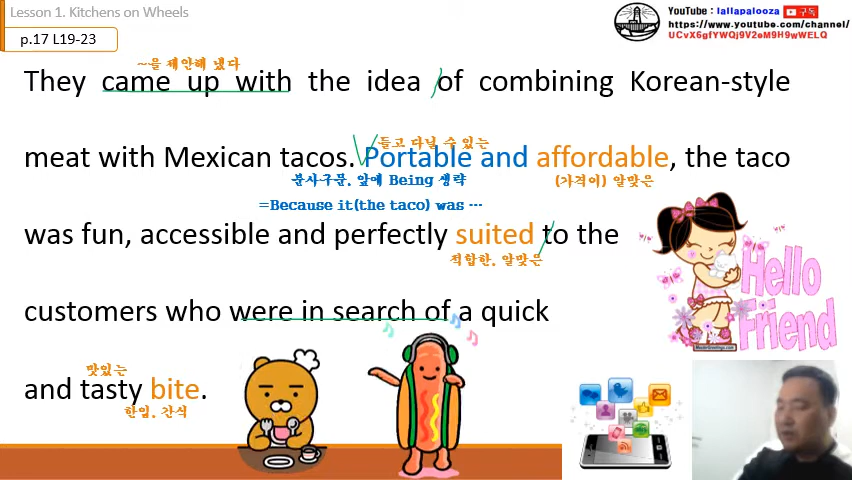 Lesson 1. Kitchens on Wheels
p.17 L19-23
YouTube : lallapalooza 구독
https://www.youtube.com/channel/
UCvX6gfYWQj9V2eM9H9wWELQ
~을 제안해 냈다
They came up with the idea of combining Korean-style
들고 다닐 수 있는
meat with Mexican tacos. Portable and affordable, the taco
분사구문. 앞에 Being 생략
(가격이) 알맞은
=Because it(the taco) was ···
was fun, accessible and perfectly suited to the
적합한. 알맞은
customers who were in search of a quick
맛있는
and tasty bite.
한입. 간식
Hello
Friend